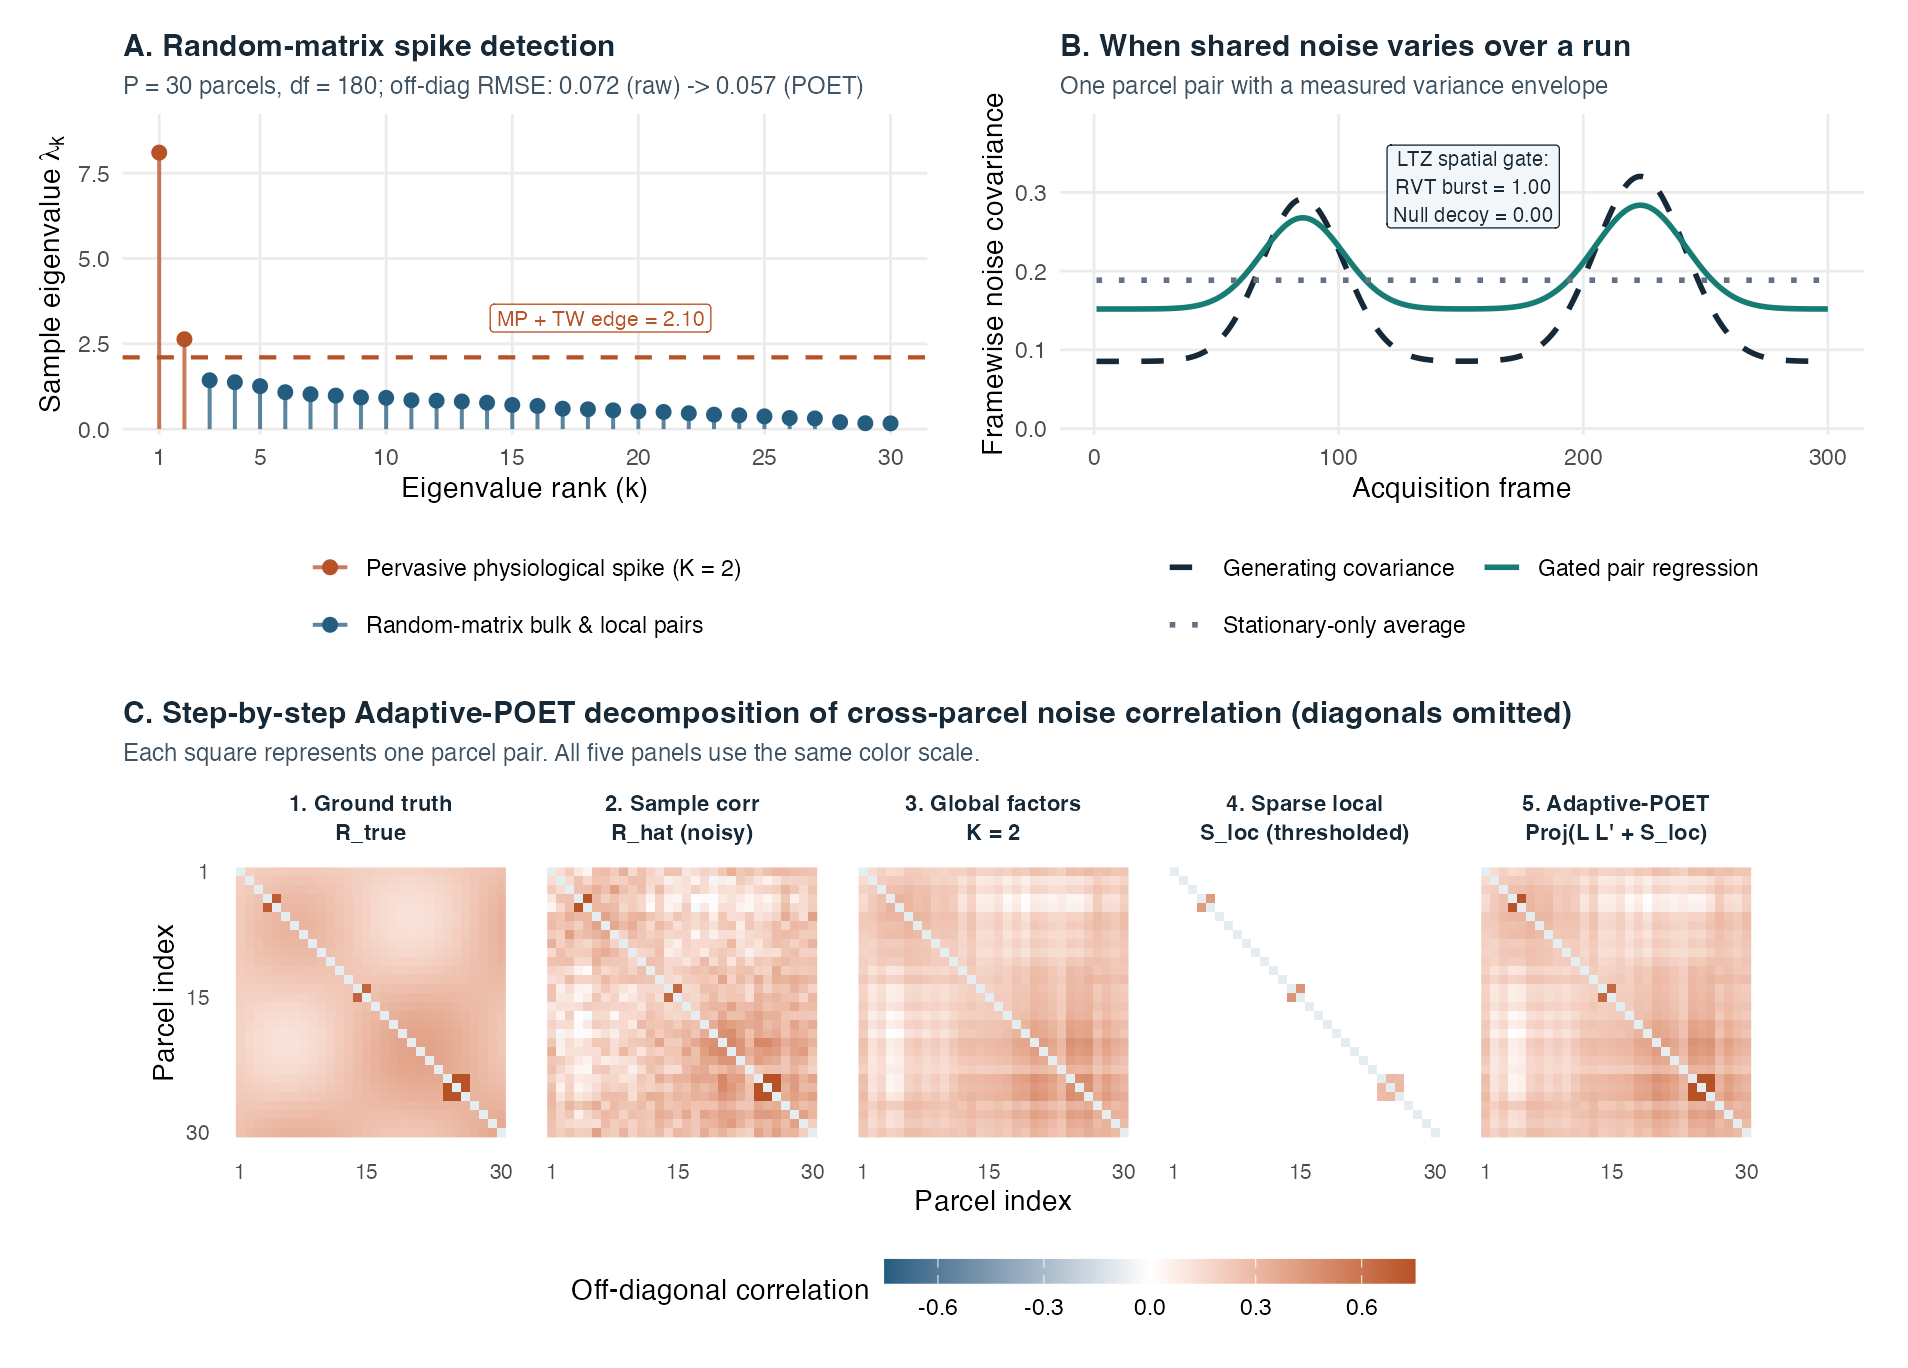 A. Random-matrix spike detection
P = 30 parcels, df = 180; off-diag RMSE: 0.072 (raw) -> 0.057 (POET)
Sample eigenvalue λk
7.5
5.0
2.5
0.0
MP + TW edge = 2.10
1
5
10
15
20
25
30
Eigenvalue rank (k)
Pervasive physiological spike (K = 2)
Random-matrix bulk & local pairs
B. When shared noise varies over a run
One parcel pair with a measured variance envelope
Framewise noise covariance
0.3
0.2
0.1
0.0
LTZ spatial gate:
RVT burst = 1.00
Null decoy = 0.00
0
100
200
300
Acquisition frame
Generating covariance
Gated pair regression
Stationary-only average
C. Step-by-step Adaptive-POET decomposition of cross-parcel noise correlation (diagonals omitted)
Each square represents one parcel pair. All five panels use the same color scale.
1. Ground truth
R_true
2. Sample corr
R_hat (noisy)
3. Global factors
K = 2
4. Sparse local
S_loc (thresholded)
5. Adaptive-POET
Proj(L L' + S_loc)
Parcel index
1
15
30
1
15
30
1
15
30
1
15
30
1
15
30
1
15
30
Parcel index
Off-diagonal correlation
-0.6
-0.3
0.0
0.3
0.6